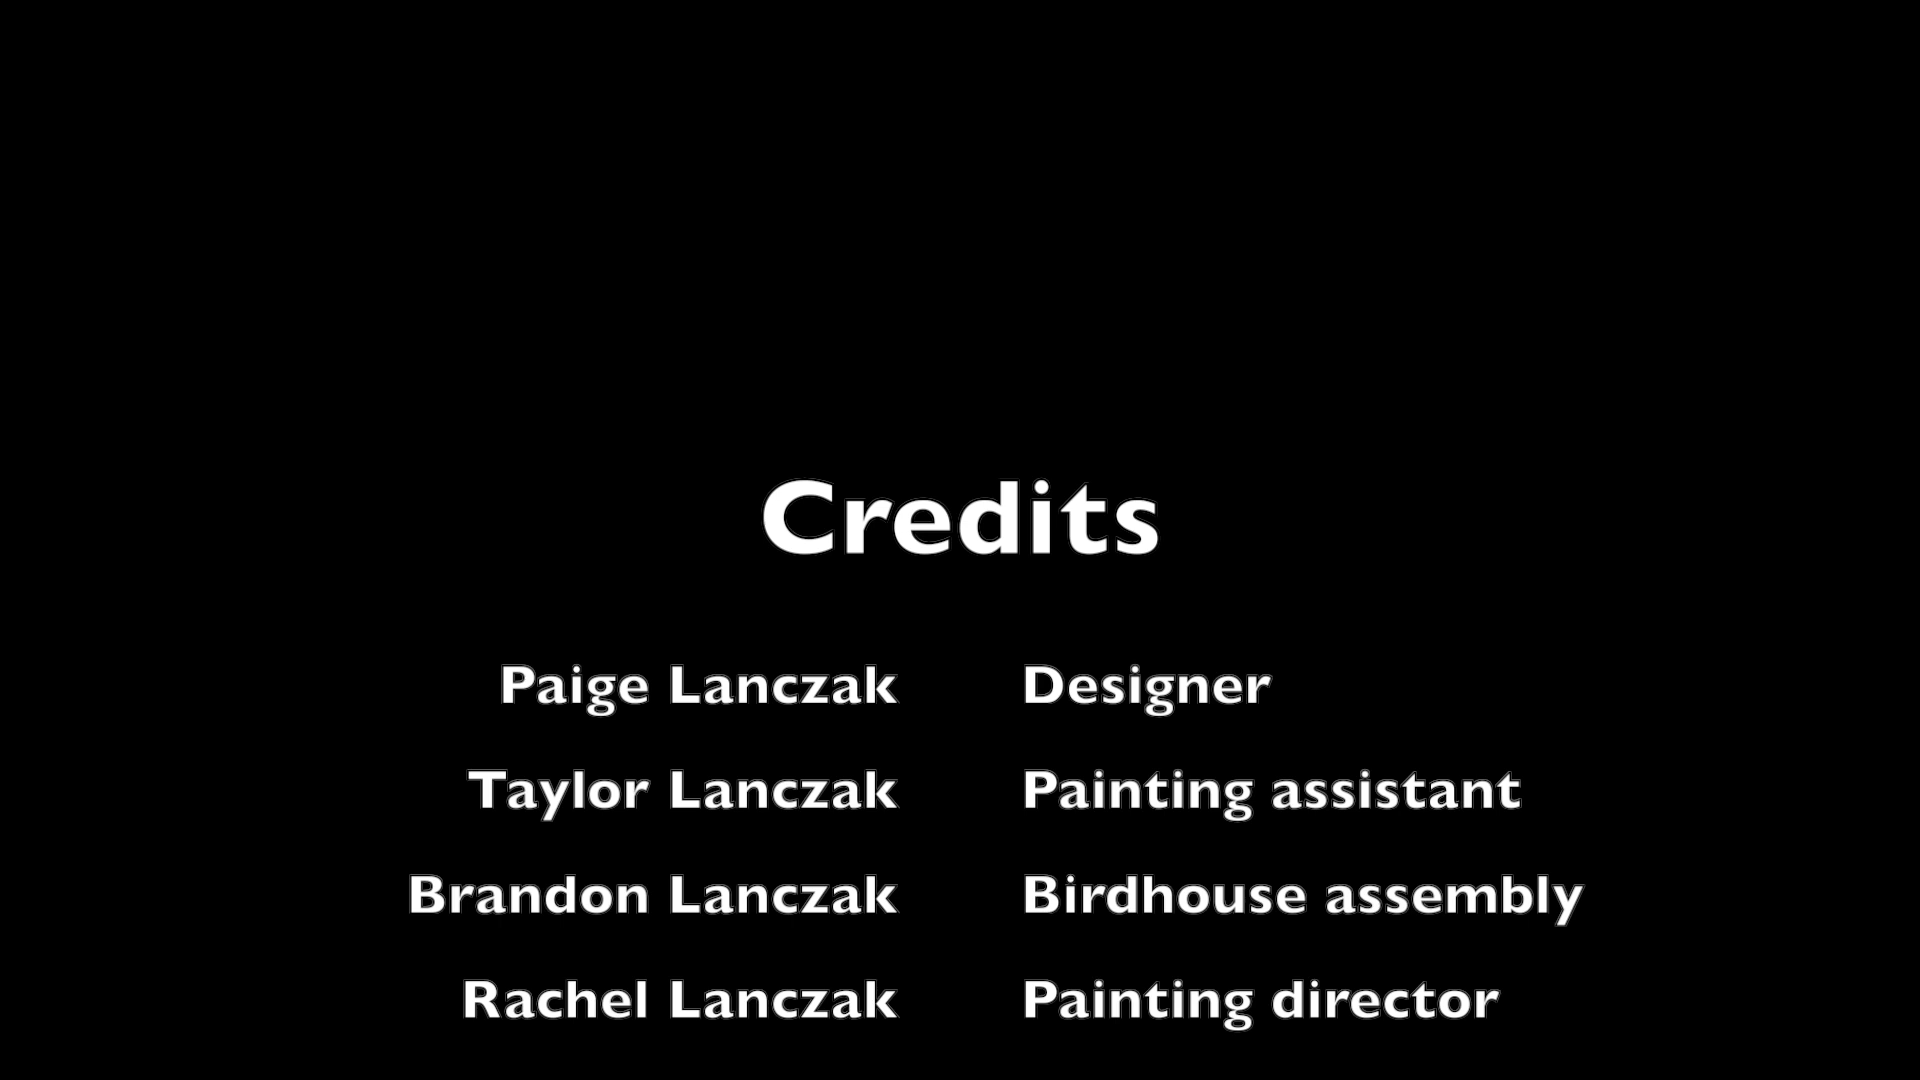 Credits
Paige Lanczak Designer
Taylor Lanczak Painting assistant
Brandon Lanczak Birdhouse assembly
Rachel Lanczak Painting director